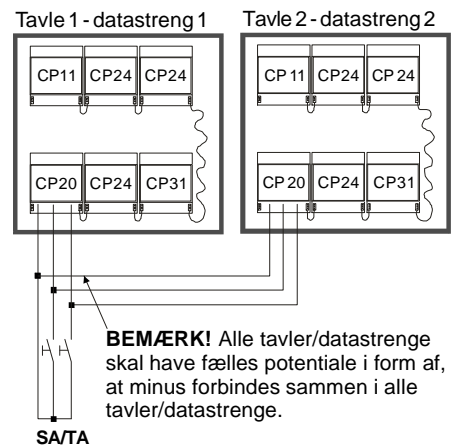 Tavle 1 - datastreng 1
Tavle 2 - datastreng 2
CP11 CP24 CP24
CP 11 CP24 CP 24
CP20 CP24 CP31
CP 20 CP24 CP31
BEMÆRK! Alle tavler/datastrenge
skal have fælles potentiale i form af,
at minus forbindes sammen i alle
tavler/datastrenge.
SA/TA